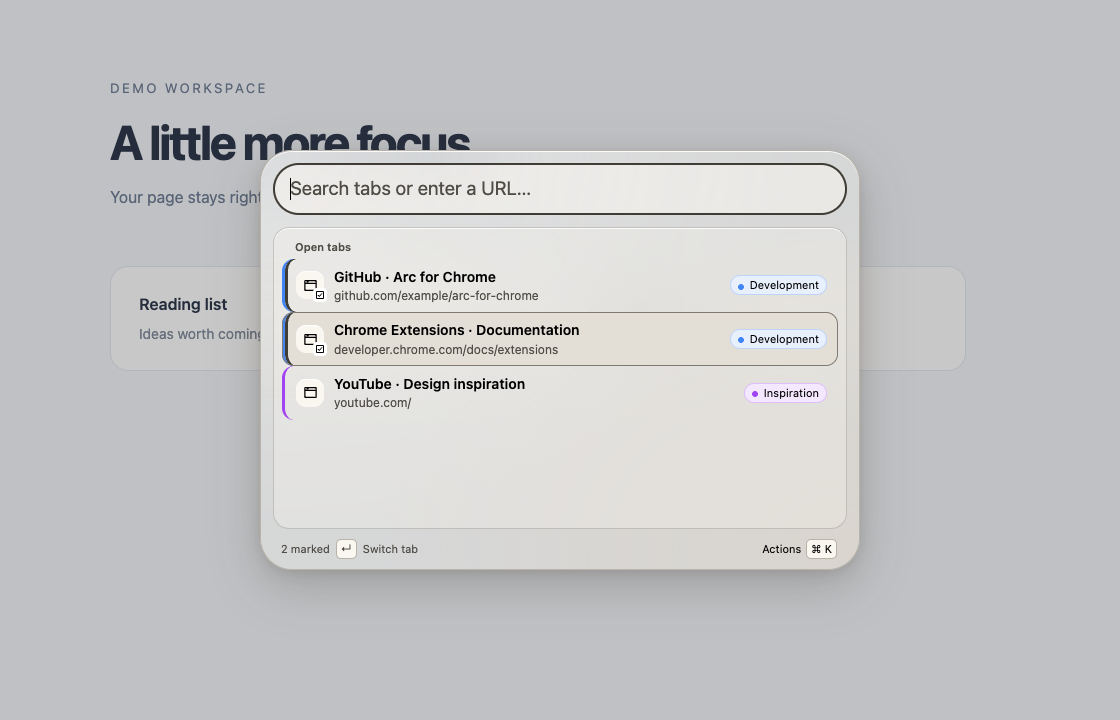 DEMO WORKSPACE
A little more focus
Your page stays right
Search tabs or enter a URL...
Open tabs
GitHub · Arc for Chrome
github.com/example/arc-for-chrome
Development
Chrome Extensions · Documentation
developer.chrome.com/docs/extensions
Development
YouTube · Design inspiration
youtube.com/
Inspiration
Reading list
Ideas worth coming
2 marked ↵ Switch tab
Actions ⌘ K